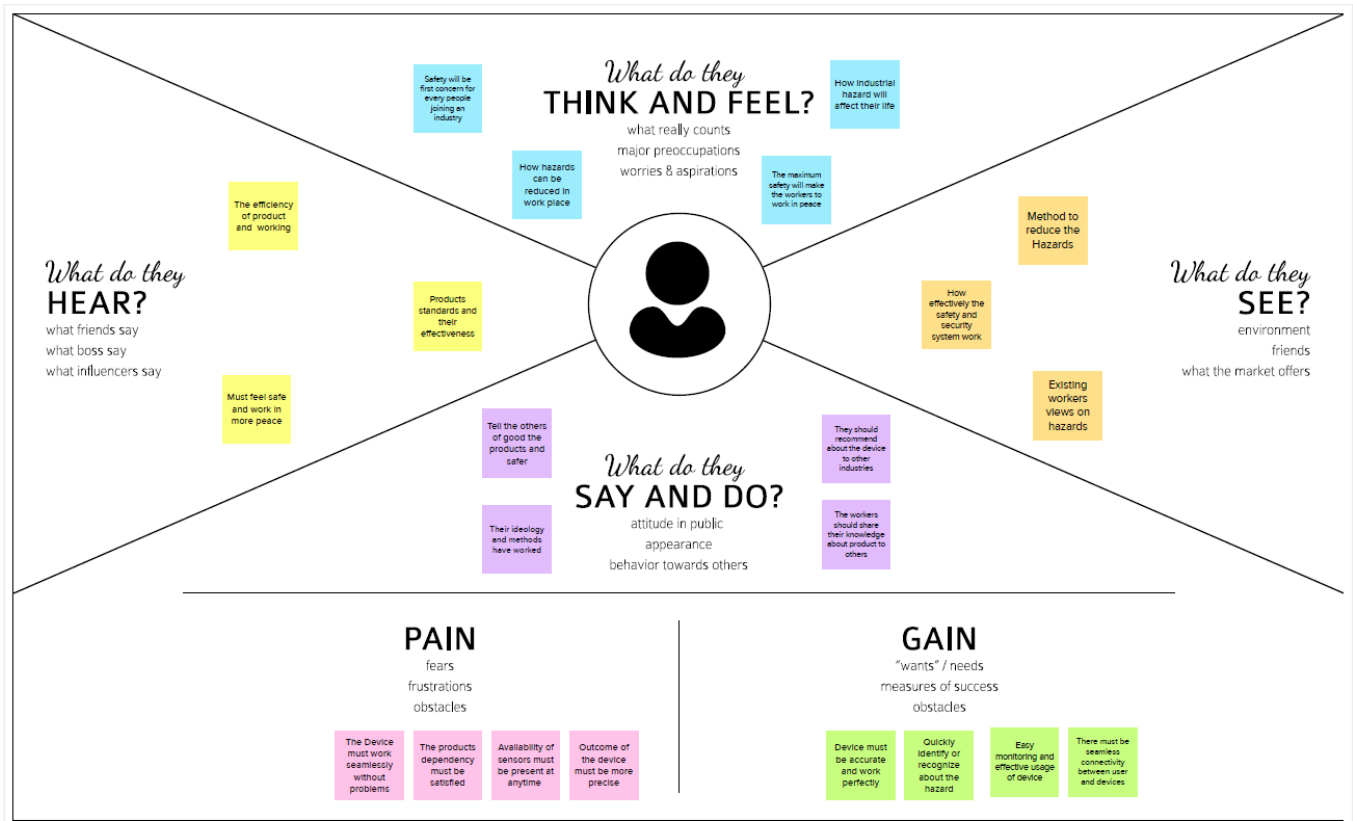 What do they
THINK AND FEEL?
what really counts
major preoccupations
worries & aspirations
Safety will be
first concern for
every people
joining an
industry
How hazards
can be
reduced in
work place
How industrial
hazard will
affect their life
The maximum
safety will make
the workers to
work in peace
What do they
HEAR?
what friends say
what boss say
what influencers say
The efficiency
of product
and working
Products
standards and
their
effectiveness
Must feel safe
and work in
more peace
What do they
SEE?
environment
friends
what the market offers
Method to
reduce the
Hazards
How
effectively the
safety and
security
system work
Existing
workers
views on
hazards
What do they
SAY AND DO?
attitude in public
appearance
behavior towards others
Tell the others
of good the
products and
safer
Their ideology
and methods
have worked
They should
recommend
about the device
to other
industries
The workers
should share
their knowledge
about product to
others
PAIN
fears
frustrations
obstacles
The Device
must work
seamlessly
without
problems
The products
dependency
must be
satisfied
Availability of
sensors must
be present at
anytime
Outcome of
the device
must be more
precise
GAIN
"wants" / needs
measures of success
obstacles
Device must
be accurate
and work
perfectly
Quickly
identify or
recognize
about the
hazard
Easy
monitoring and
effective usage
of device
There must be
seamless
connectivity
between user
and devices